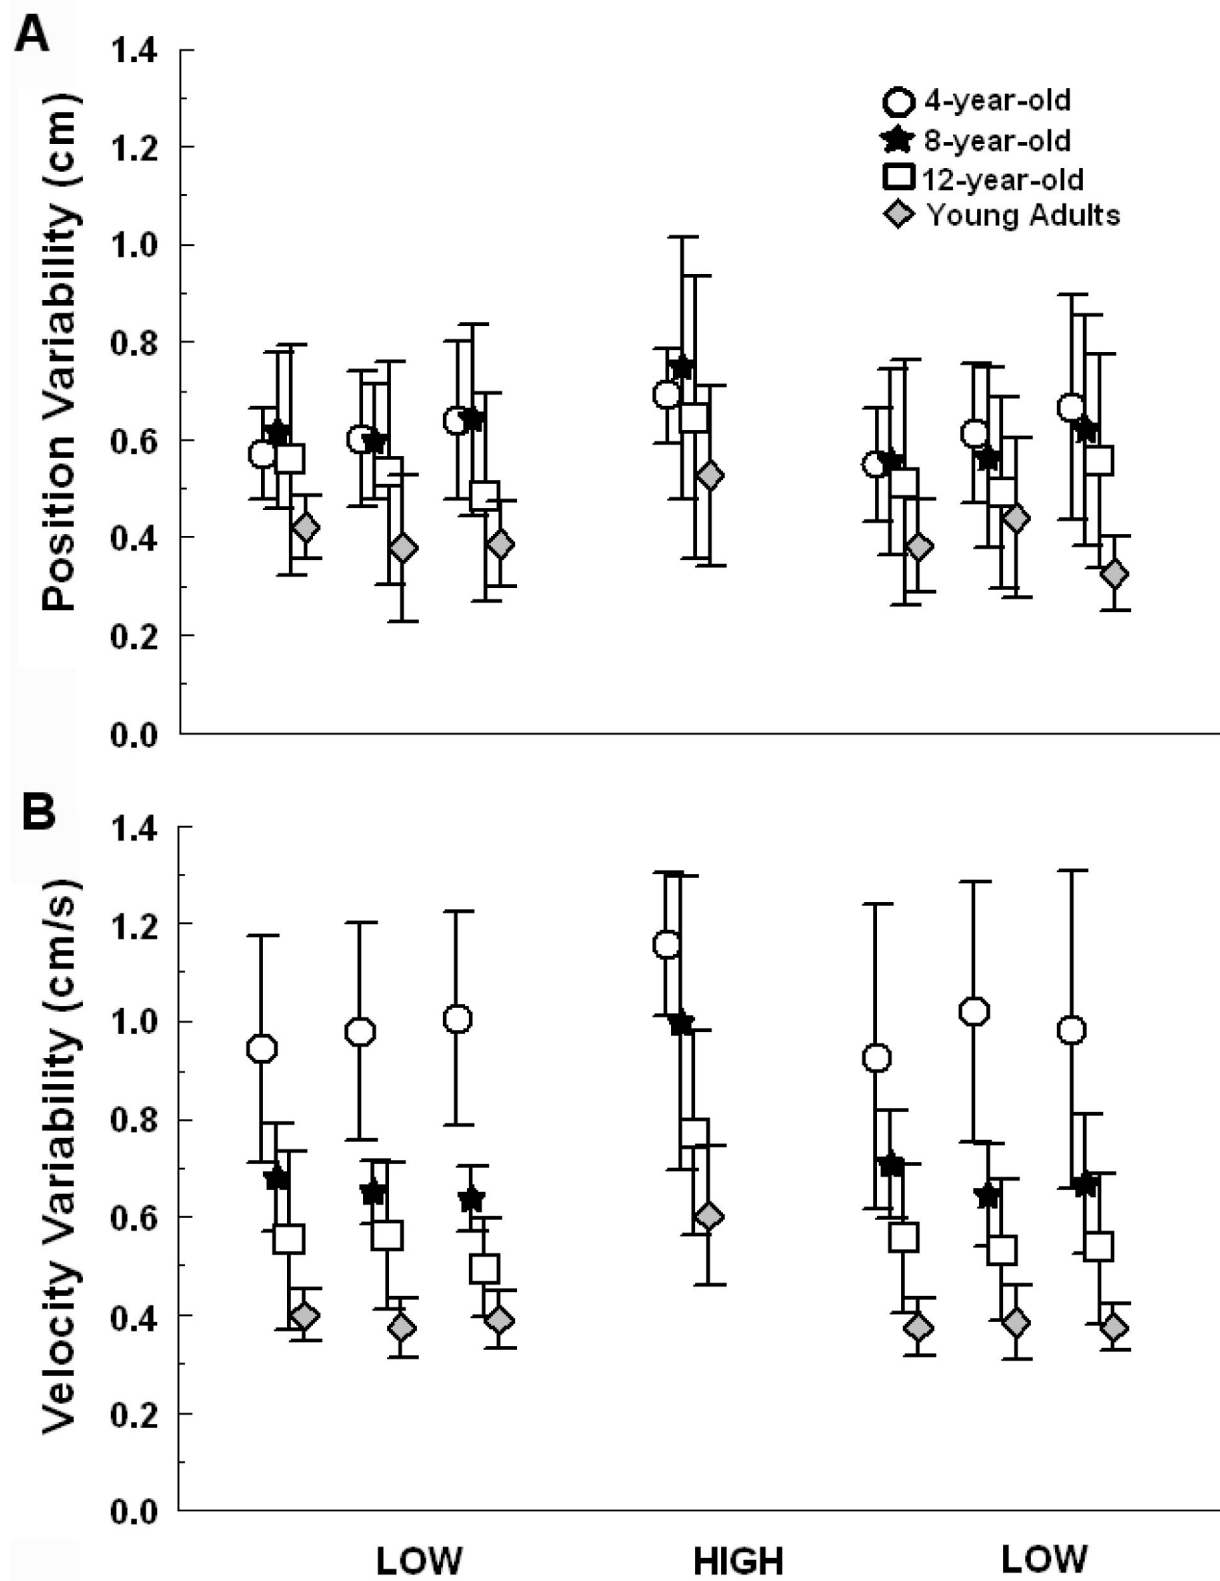 A
Position Variability (cm)
1.4
1.2
1.0
0.8
0.6
0.4
0.2
0.0
4-year-old
8-year-old
12-year-old
Young Adults
B
Velocity Variability (cm/s)
1.4
1.2
1.0
0.8
0.6
0.4
0.2
0.0
LOW HIGH LOW